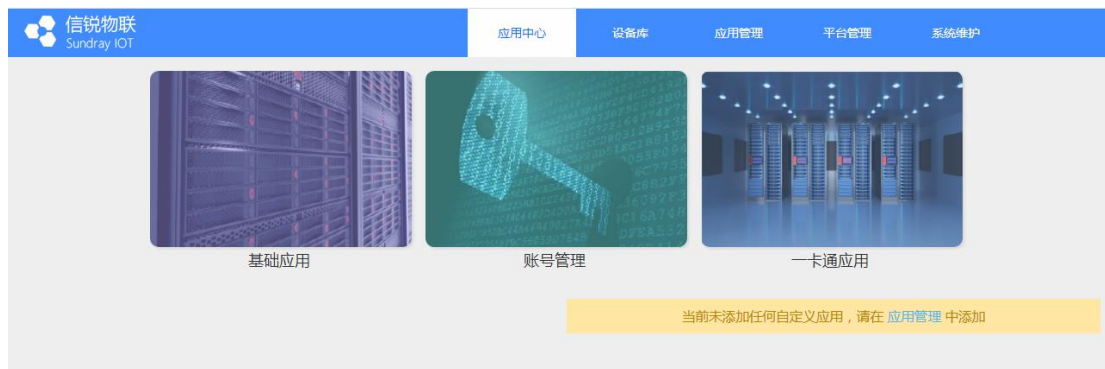 信锐物联
Sundray IOT
应用中心
设备库
应用管理
平台管理
系统维护
基础应用
账号管理
一卡通应用
当前未添加任何自定义应用，请在 应用管理 中添加